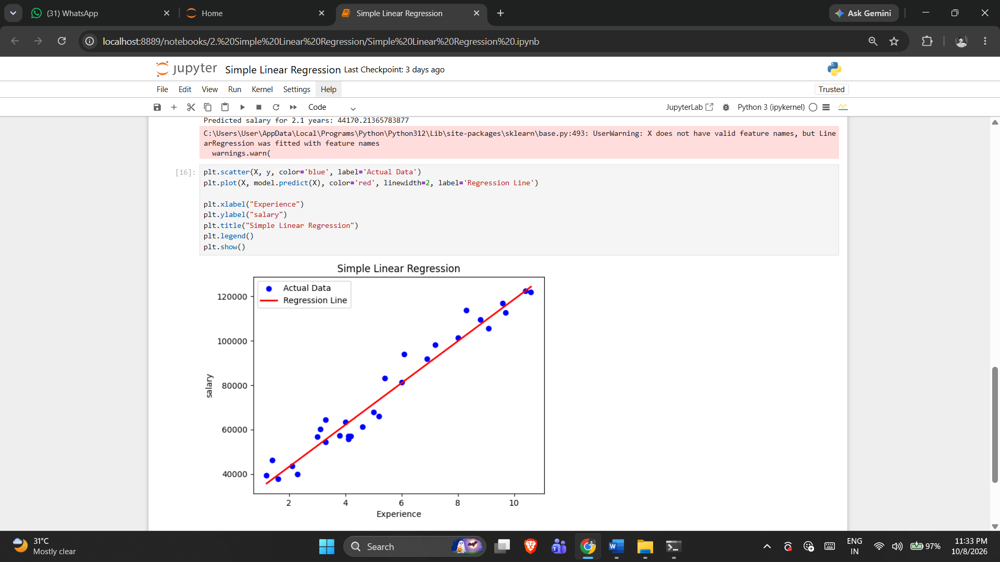 (31) WhatsApp
Home
Simple Linear Regression
Ask Gemini
localhost:8889/notebooks/2.%20Simple%20Linear%20Regression/Simple%20Linear%20Regression%20.ipynb
jupyter Simple Linear Regression Last Checkpoint: 3 days ago
File Edit View Run Kernel Settings Help Trusted
Code JupyterLab Python 3 (ipykernel)
Predicted salary for 2.1 years: 44170.21365783877
C:\Users\User\AppData\Local\Programs\Python\Python312\Lib\site-packages\sklearn\base.py:493: UserWarning: X does not have valid feature names, but Line
arRegression was fitted with feature names
warnings.warn(
[16]: plt.scatter(X, y, color='blue', label='Actual Data')
plt.plot(X, model.predict(X), color='red', linewidth=2, label='Regression Line')
plt.xlabel("Experience")
plt.ylabel("salary")
plt.title("Simple Linear Regression")
plt.legend()
plt.show()
Simple Linear Regression
Actual Data
Regression Line
120000
100000
80000
60000
40000
salary
2 4 6 8 10
Experience
31°C
Mostly clear
Search
ENG
IN
97%
11:33 PM
10/8/2026